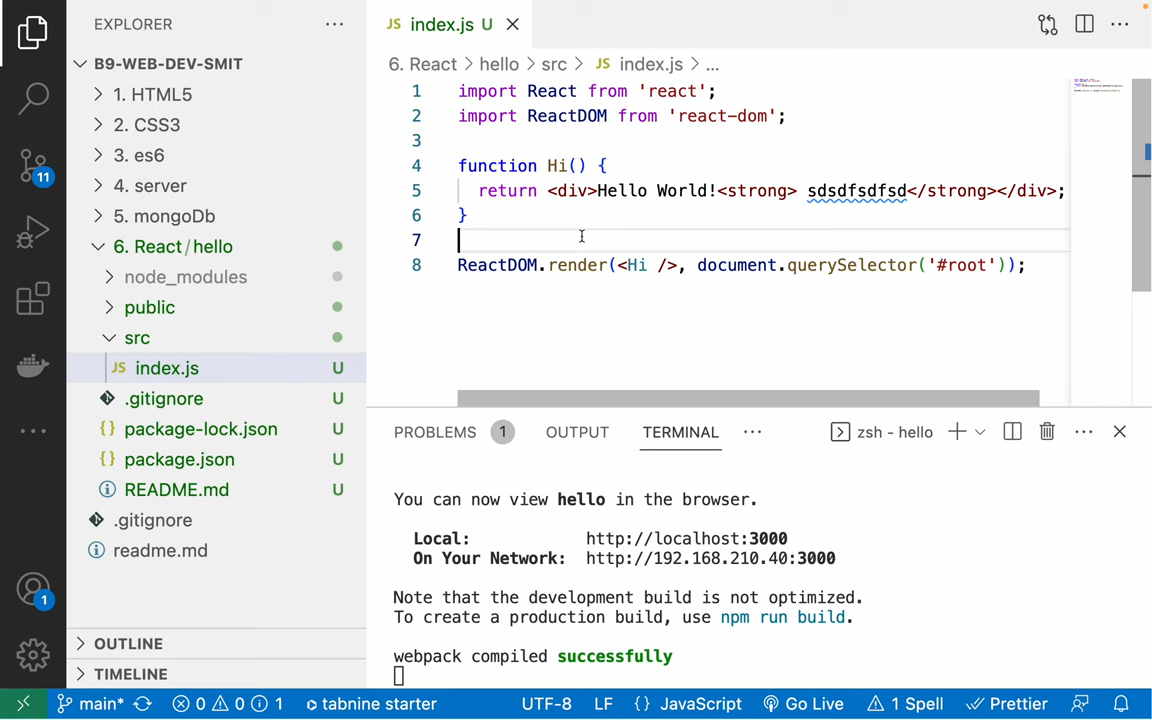 EXPLORER
B9-WEB-DEV-SMIT
1. HTML5
2. CSS3
3. es6
4. server
5. mongoDb
6. React / hello
node_modules
public
src
JS index.js U
.gitignore U
{} package-lock.json U
{} package.json U
README.md U
.gitignore
readme.md
OUTLINE
TIMELINE
11
1
JS index.js U
6. React > hello > src > JS index.js > ...
1 import React from 'react';
2 import ReactDOM from 'react-dom';
3
4 function Hi() {
5 return <div>Hello World!<strong> sdsdfsdfsd</strong></div>;
6 }
7
8 ReactDOM.render(<Hi />, document.querySelector('#root'));
PROBLEMS 1 OUTPUT TERMINAL ... zsh - hello
You can now view hello in the browser.
Local: http://localhost:3000
On Your Network: http://192.168.210.40:3000
Note that the development build is not optimized.
To create a production build, use npm run build.
webpack compiled successfully
main* 0 0 1 tabnine starter UTF-8 LF {} JavaScript Go Live 1 Spell Prettier